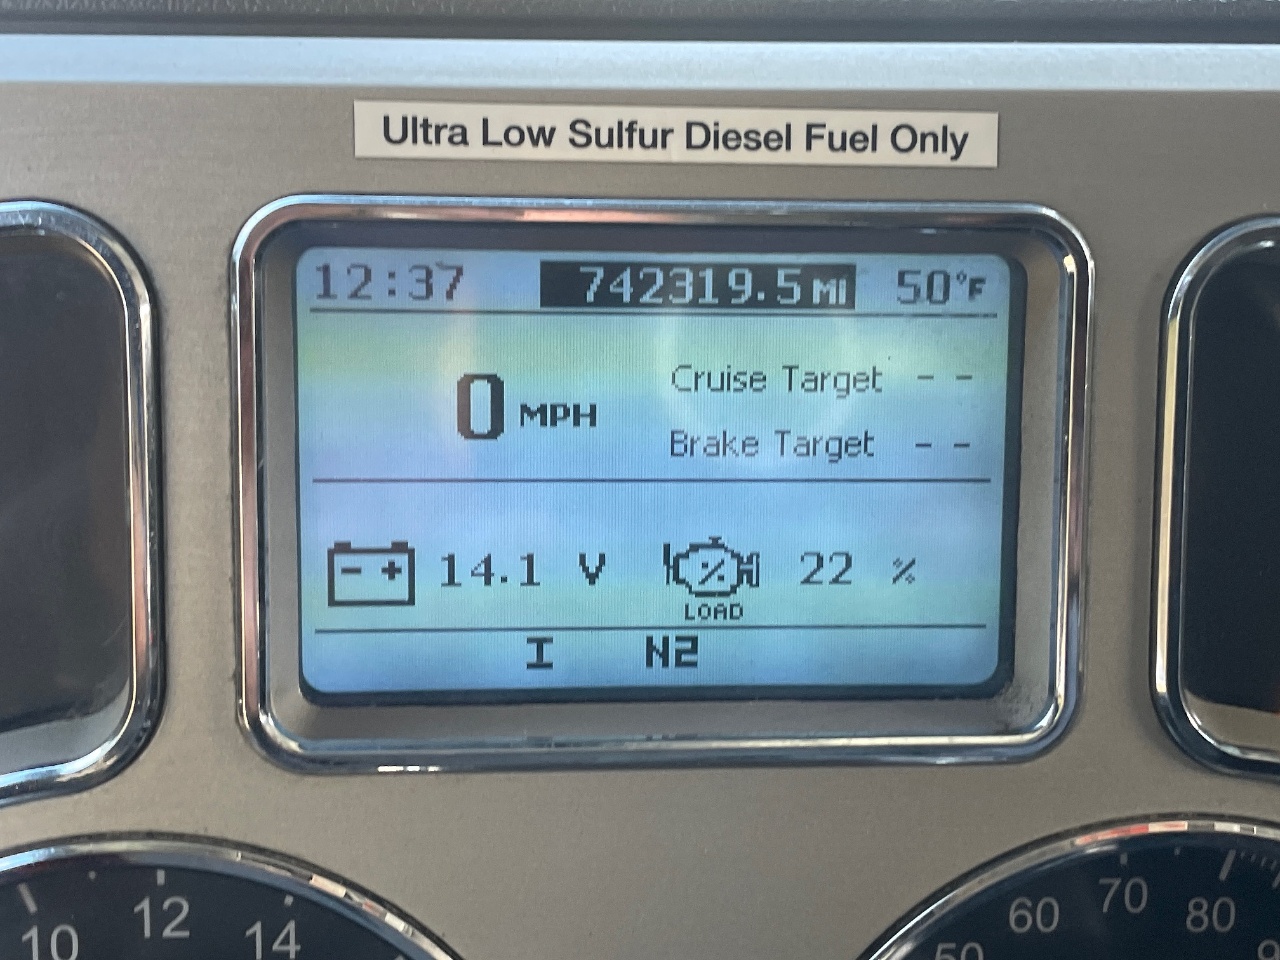 Ultra Low Sulfur Diesel Fuel Only
12:37 742319.5 MI 50°F
0 MPH
Cruise Target - -
Brake Target - -
- + 14.1 V % 22 %
LOAD
I N2
10 12 14
50 60 70 80